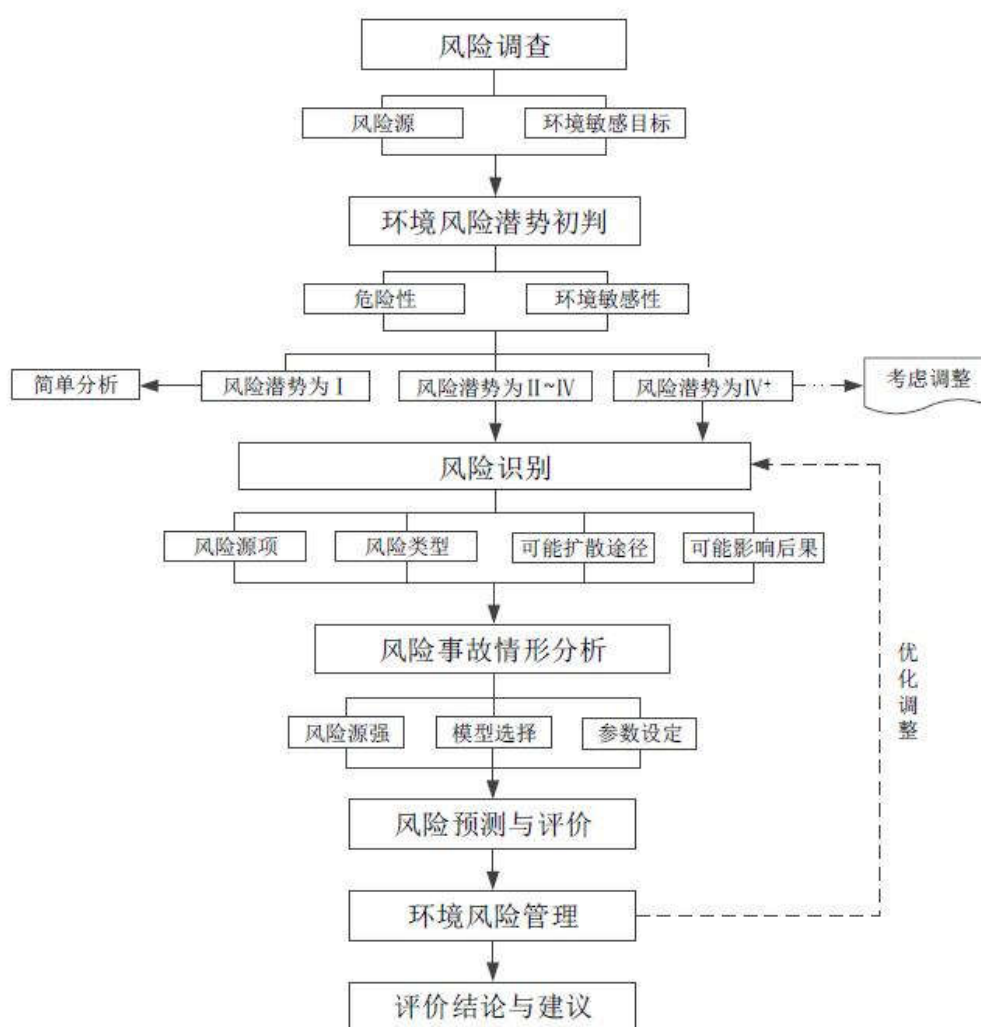 风险调查
风险源
环境敏感目标
环境风险潜势初判
危险性
环境敏感性
简单分析
风险潜势为Ⅰ
风险潜势为Ⅱ~Ⅳ
风险潜势为Ⅳ+
考虑调整
风险识别
风险源项
风险类型
可能扩散途径
可能影响后果
风险事故情形分析
优化调整
风险源强
模型选择
参数设定
风险预测与评价
环境风险管理
评价结论与建议